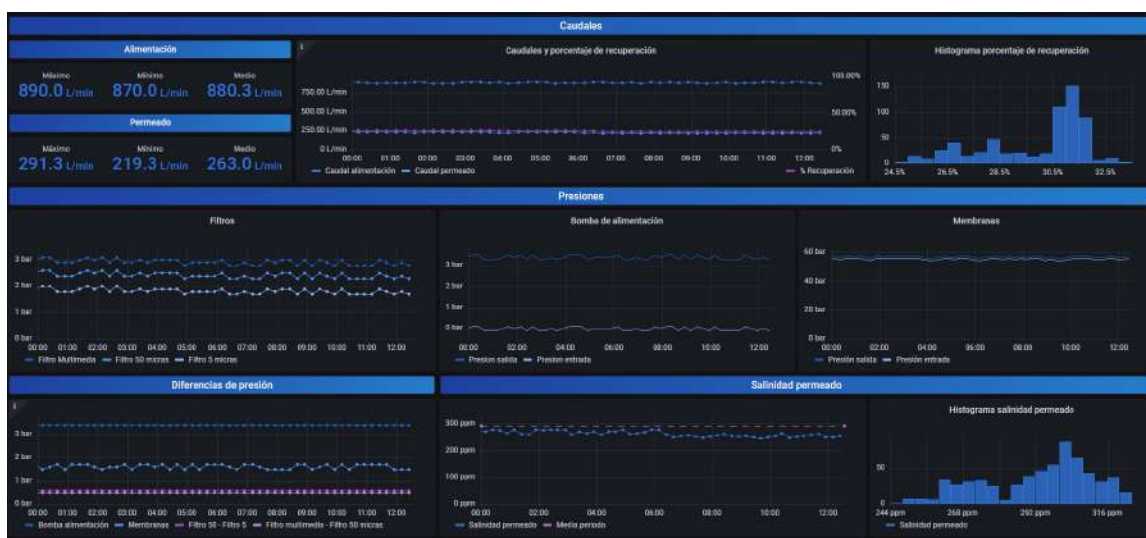 Caudales
Alimentación
Máximo Mínimo Medio
890.0 L/min 870.0 L/min 880.3 L/min
Permeado
Máximo Mínimo Medio
291.3 L/min 219.3 L/min 263.0 L/min
i
Caudales y porcentaje de recuperación
750.00 L/min
500.00 L/min
250.00 L/min
0 L/min
100.00%
50.00%
0%
00:00 01:00 02:00 03:00 04:00 05:00 06:00 07:00 08:00 09:00 10:00 11:00 12:00
Caudal alimentación Caudal permeado % Recuperación
Histograma porcentaje de recuperación
150
100
50
0
24.5% 26.5% 28.5% 30.5% 32.5%
Presiones
Filtros
3 bar
2 bar
1 bar
0 bar
00:00 01:00 02:00 03:00 04:00 05:00 06:00 07:00 08:00 09:00 10:00 11:00 12:00
Filtro Multimedia Filtro 50 micras Filtro 5 micras
Bomba de alimentación
3 bar
2 bar
1 bar
0 bar
00:00 02:00 04:00 06:00 08:00 10:00 12:00
Presion salida Presion entrada
Membranas
60 bar
40 bar
20 bar
0 bar
00:00 02:00 04:00 06:00 08:00 10:00 12:00
Presión salida Presión entrada
Diferencias de presión
i
3 bar
2 bar
1 bar
0 bar
00:00 01:00 02:00 03:00 04:00 05:00 06:00 07:00 08:00 09:00 10:00 11:00 12:00
Bomba alimentación Membranas Filtro 50 - Filtro 5 Filtro multimedia - Filtro 50 micras
Salinidad permeado
300 ppm
200 ppm
100 ppm
0 ppm
00:00 02:00 04:00 06:00 08:00 10:00 12:00
Salinidad permeado Media periodo
Histograma salinidad permeado
50
0
244 ppm 268 ppm 292 ppm 316 ppm
Salinidad permeado